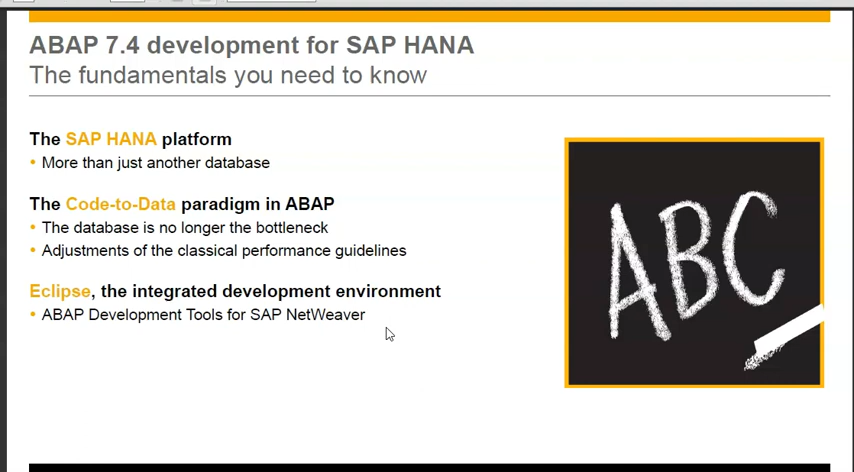 ABAP 7.4 development for SAP HANA
The fundamentals you need to know
The SAP HANA platform
• More than just another database
The Code-to-Data paradigm in ABAP
• The database is no longer the bottleneck
• Adjustments of the classical performance guidelines
Eclipse, the integrated development environment
• ABAP Development Tools for SAP NetWeaver
ABC